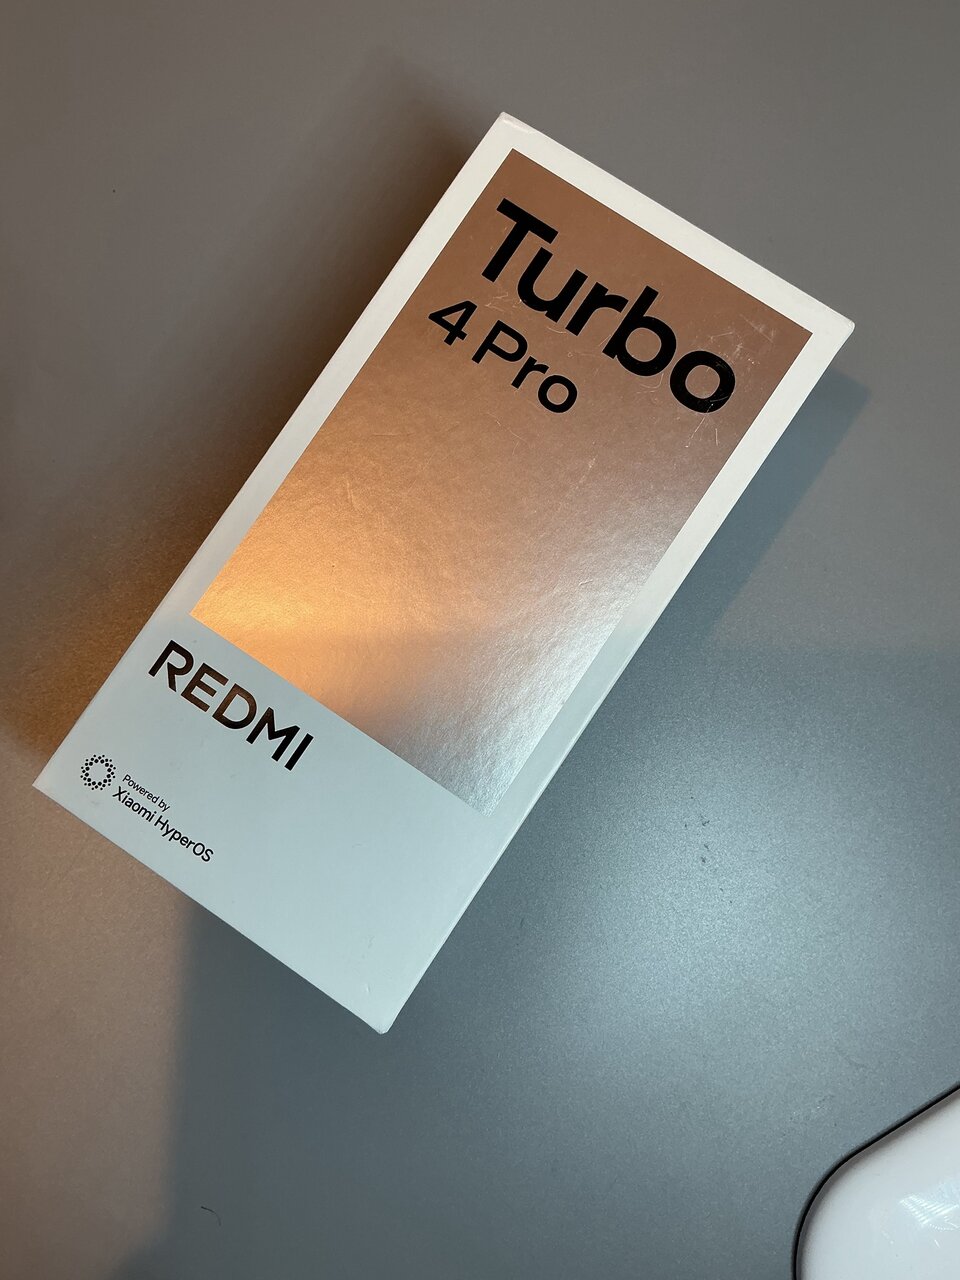 Turbo
4 Pro
REDMI
Powered by
Xiaomi HyperOS